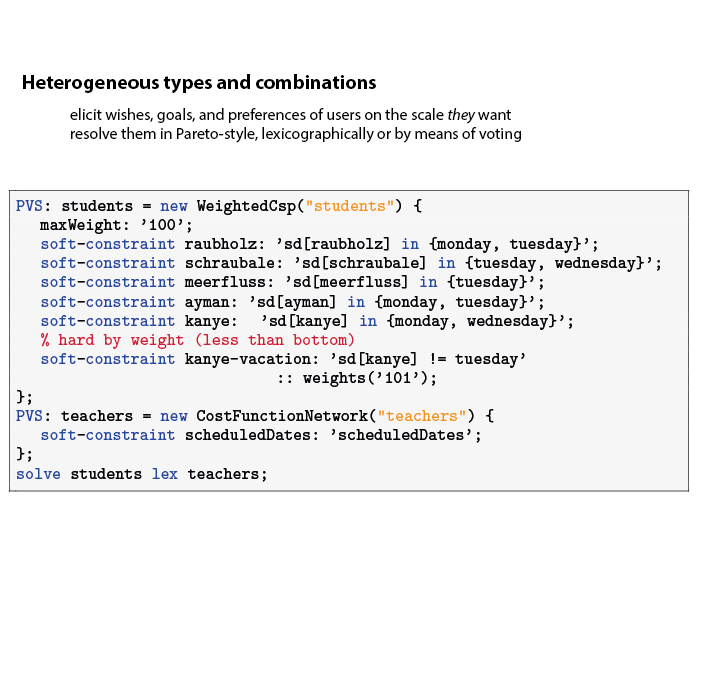 Heterogeneous types and combinations
elicit wishes, goals, and preferences of users on the scale they want
resolve them in Pareto-style, lexicographically or by means of voting
PVS: students = new WeightedCsp("students") {
maxWeight: ’100’;
soft-constraint raubholz: ’sd[raubholz] in {monday, tuesday}’;
soft-constraint schraubale: ’sd[schraubale] in {tuesday, wednesday}’;
soft-constraint meerfluss: ’sd[meerfluss] in {tuesday}’;
soft-constraint ayman: ’sd[ayman] in {monday, tuesday}’;
soft-constraint kanye: ’sd[kanye] in {monday, wednesday}’;
% hard by weight (less than bottom)
soft-constraint kanye-vacation: ’sd[kanye] != tuesday’
:: weights(’101’);
};
PVS: teachers = new CostFunctionNetwork("teachers") {
soft-constraint scheduledDates: ’scheduledDates’;
};
solve students lex teachers;